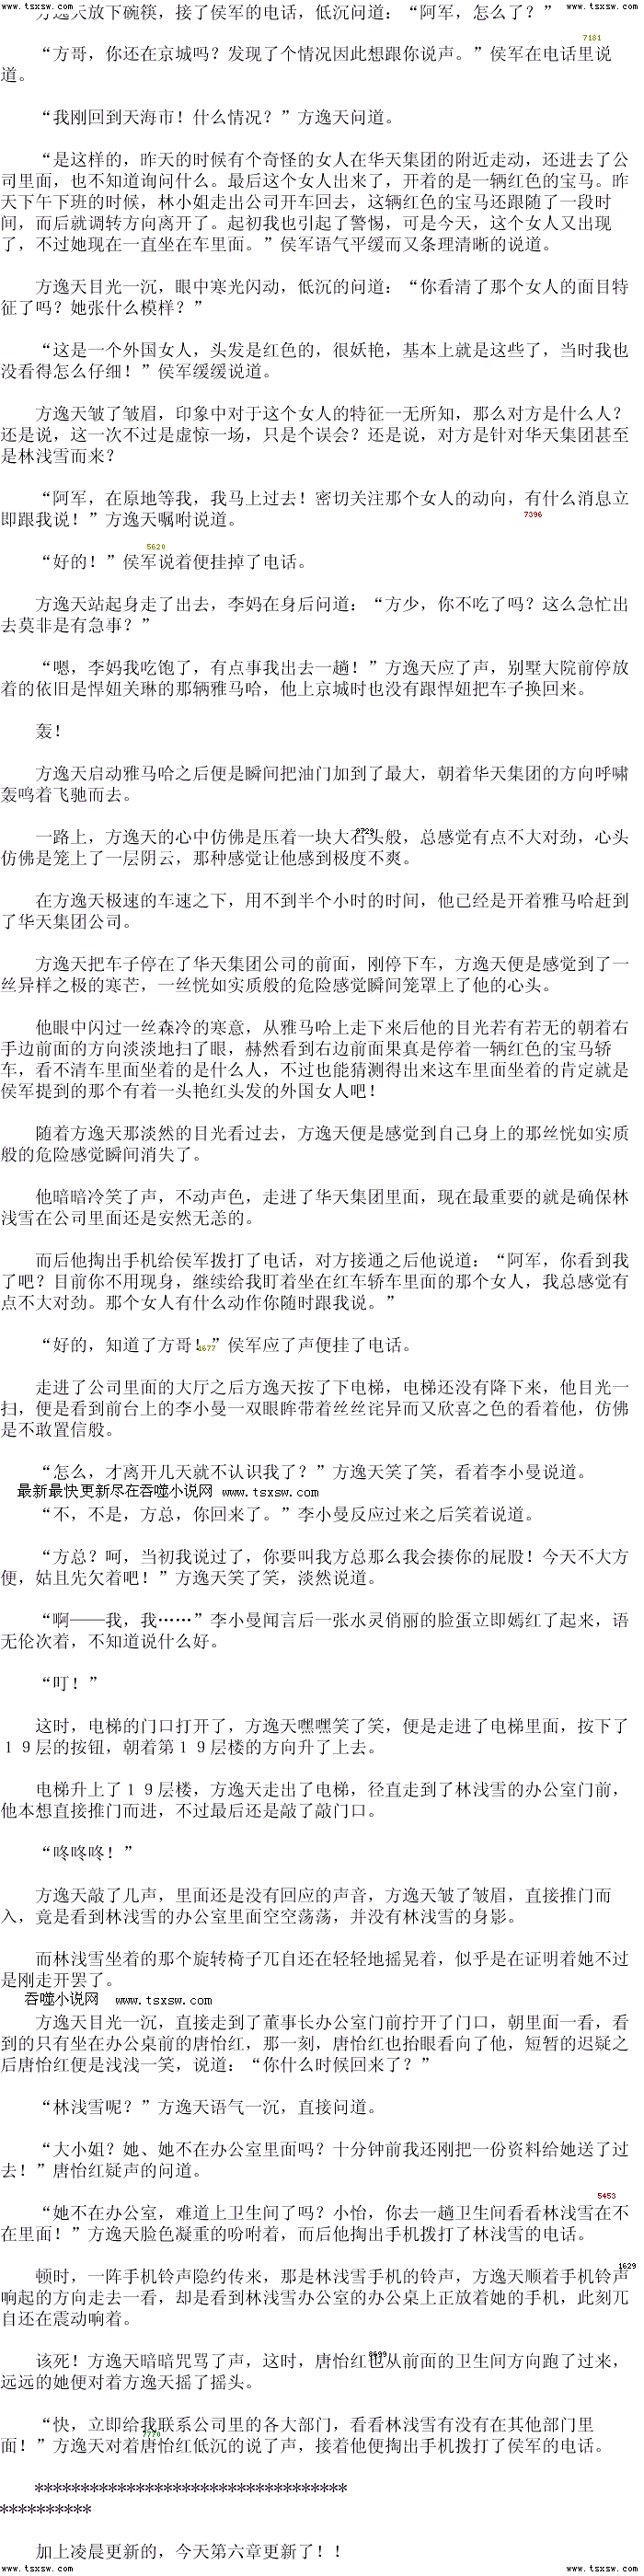 www.tsxsw.com www.tsxsw.com
方逸天放下碗筷，接了侯军的电话，低沉问道：“阿军，怎么了？”
7181
“方哥，你还在京城吗？发现了个情况因此想跟你说声。”侯军在电话里说
道。
“我刚回到天海市！什么情况？”方逸天问道。
“是这样的，昨天的时候有个奇怪的女人在华天集团的附近走动，还进去了公
司里面，也不知道询问什么。最后这个女人出来了，开着的是一辆红色的宝马。昨
天下午下班的时候，林小姐走出公司开车回去，这辆红色的宝马还跟随了一段时
间，而后就调转方向离开了。起初我也引起了警惕，可是今天，这个女人又出现
了，不过她现在一直坐在车里面。”侯军语气平缓而又条理清晰的说道。
方逸天目光一沉，眼中寒光闪动，低沉的问道：“你看清了那个女人的面目特
征了吗？她张什么模样？”
“这是一个外国女人，头发是红色的，很妖艳，基本上就是这些了，当时我也
没看得怎么仔细！”侯军缓缓说道。
方逸天皱了皱眉，印象中对于这个女人的特征一无所知，那么对方是什么人？
还是说，这一次不过是虚惊一场，只是个误会？还是说，对方是针对华天集团甚至
是林浅雪而来？
“阿军，在原地等我，我马上过去！密切关注那个女人的动向，有什么消息立
即跟我说！”方逸天嘱咐说道。
7396
5620
“好的！”侯军说着便挂掉了电话。
方逸天站起身走了出去，李妈在身后问道：“方少，你不吃了吗？这么急忙出
去莫非是有急事？”
“嗯，李妈我吃饱了，有点事我出去一趟！”方逸天应了声，别墅大院前停放
着的依旧是悍妞关琳的那辆雅马哈，他上京城时也没有跟悍妞把车子换回来。
轰！
方逸天启动雅马哈之后便是瞬间把油门加到了最大，朝着华天集团的方向呼啸
轰鸣着飞驰而去。
一路上，方逸天的心中仿佛是压着一块大石头般，总感觉有点不大对劲，心头
仿佛是笼上了一层阴云，那种感觉让他感到极度不爽。
在方逸天极速的车速之下，用不到半个小时的时间，他已经是开着雅马哈赶到
了华天集团公司。
方逸天把车子停在了华天集团公司的前面，刚停下车，方逸天便是感觉到了一
丝异样之极的寒芒，一丝恍如实质般的危险感觉瞬间笼罩上了他的心头。
他眼中闪过一丝森冷的寒意，从雅马哈上走下来后他的目光若有若无的朝着右
手边前面的方向淡淡地扫了眼，赫然看到右边前面果真是停着一辆红色的宝马轿
车，看不清车里面坐着的是什么人，不过也能猜测得出来这车里面坐着的肯定就是
侯军提到的那个有着一头艳红头发的外国女人吧！
随着方逸天那淡然的目光看过去，方逸天便是感觉到自己身上的那丝恍如实质
般的危险感觉瞬间消失了。
他暗暗冷笑了声，不动声色，走进了华天集团里面，现在最重要的就是确保林
浅雪在公司里面还是安然无恙的。
而后他掏出手机给侯军拨打了电话，对方接通之后他说道：“阿军，你看到我
了吧？目前你不用现身，继续给我盯着坐在红车轿车里面的那个女人，我总感觉有
点不大对劲。那个女人有什么动作你随时跟我说。”
“好的，知道了方哥！”侯军应了声便挂了电话。
走进了公司里面的大厅之后方逸天按了下电梯，电梯还没有降下来，他目光一
扫，便是看到前台上的李小曼一双眼眸带着丝丝诧异而又欣喜之色的看着他，仿佛
是不敢置信般。
“怎么，才离开几天就不认识我了？”方逸天笑了笑，看着李小曼说道。
最新最快更新尽在吞噬小说网 www.tsxsw.com
“不，不是，方总，你回来了。”李小曼反应过来之后笑着说道。
“方总？呵，当初我说过了，你要叫我方总那么我会揍你的屁股！今天不大方
便，姑且先欠着吧！”方逸天笑了笑，淡然说道。
“啊——我，我……”李小曼闻言后一张水灵俏丽的脸蛋立即嫣红了起来，语
无伦次着，不知道说什么好。
“叮！”
这时，电梯的门口打开了，方逸天嘿嘿笑了笑，便是走进了电梯里面，按下了
１９层的按钮，朝着第１９层楼的方向升了上去。
电梯升上了１９层楼，方逸天走出了电梯，径直走到了林浅雪的办公室门前，
他本想直接推门而进，不过最后还是敲了敲门口。
“咚咚咚！”
方逸天敲了几声，里面还是没有回应的声音，方逸天皱了皱眉，直接推门而
入，竟是看到林浅雪的办公室里面空空荡荡，并没有林浅雪的身影。
而林浅雪坐着的那个旋转椅子兀自还在轻轻地摇晃着，似乎是在证明着她不过
是刚走开罢了。
吞噬小说网 www.tsxsw.com
方逸天目光一沉，直接走到了董事长办公室门前拧开了门口，朝里面一看，看
到的只有坐在办公桌前的唐怡红，那一刻，唐怡红也抬眼看向了他，短暂的迟疑之
后唐怡红便是浅浅一笑，说道：“你什么时候回来了？”
“林浅雪呢？”方逸天语气一沉，直接问道。
“大小姐？她、她不在办公室里面吗？十分钟前我还刚把一份资料给她送了过
去！”唐怡红疑声的问道。
5453
“她不在办公室，难道上卫生间了吗？小怡，你去一趟卫生间看看林浅雪在不
在里面！”方逸天脸色凝重的吩咐着，而后他掏出手机拨打了林浅雪的电话。
1629
顿时，一阵手机铃声隐约传来，那是林浅雪手机的铃声，方逸天顺着手机铃声
响起的方向走去一看，却是看到林浅雪办公室的办公桌上正放着她的手机，此刻兀
自还在震动响着。
该死！方逸天暗暗咒骂了声，这时，唐怡红也从前面的卫生间方向跑了过来，
远远的她便对着方逸天摇了摇头。
“快，立即给我联系公司里的各大部门，看看林浅雪有没有在其他部门里
7770
面！”方逸天对着唐怡红低沉的说了声，接着他便掏出手机拨打了侯军的电话。
**********************************
**********
加上凌晨更新的，今天第六章更新了！！
www.tsxsw.com www.tsxsw.com